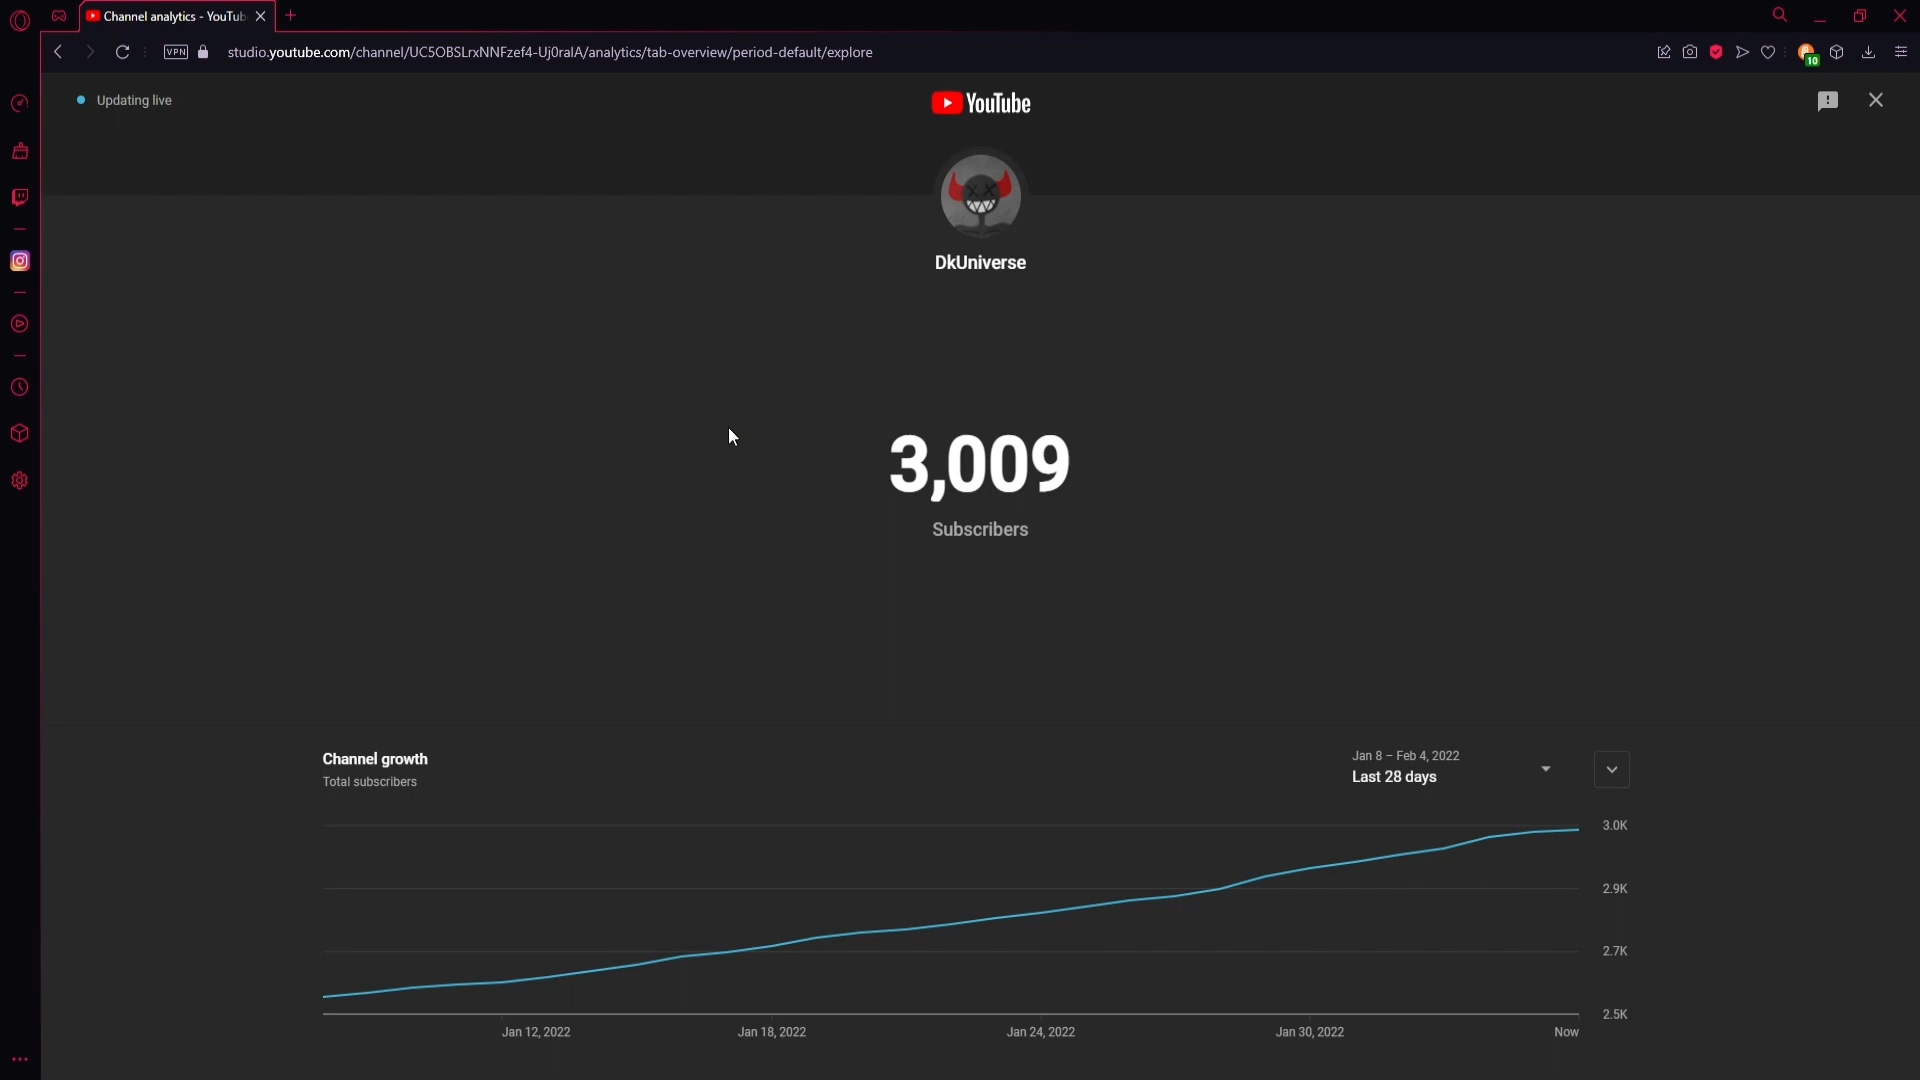 Channel analytics - YouTub
VPN
studio.youtube.com/channel/UC5OBSLrxNNFzef4-Uj0ralA/analytics/tab-overview/period-default/explore
10
Updating live
YouTube
DkUniverse
3,009
Subscribers
Channel growth
Total subscribers
Jan 8 – Feb 4, 2022
Last 28 days
3.0K
2.9K
2.7K
2.5K
Jan 12, 2022
Jan 18, 2022
Jan 24, 2022
Jan 30, 2022
Now